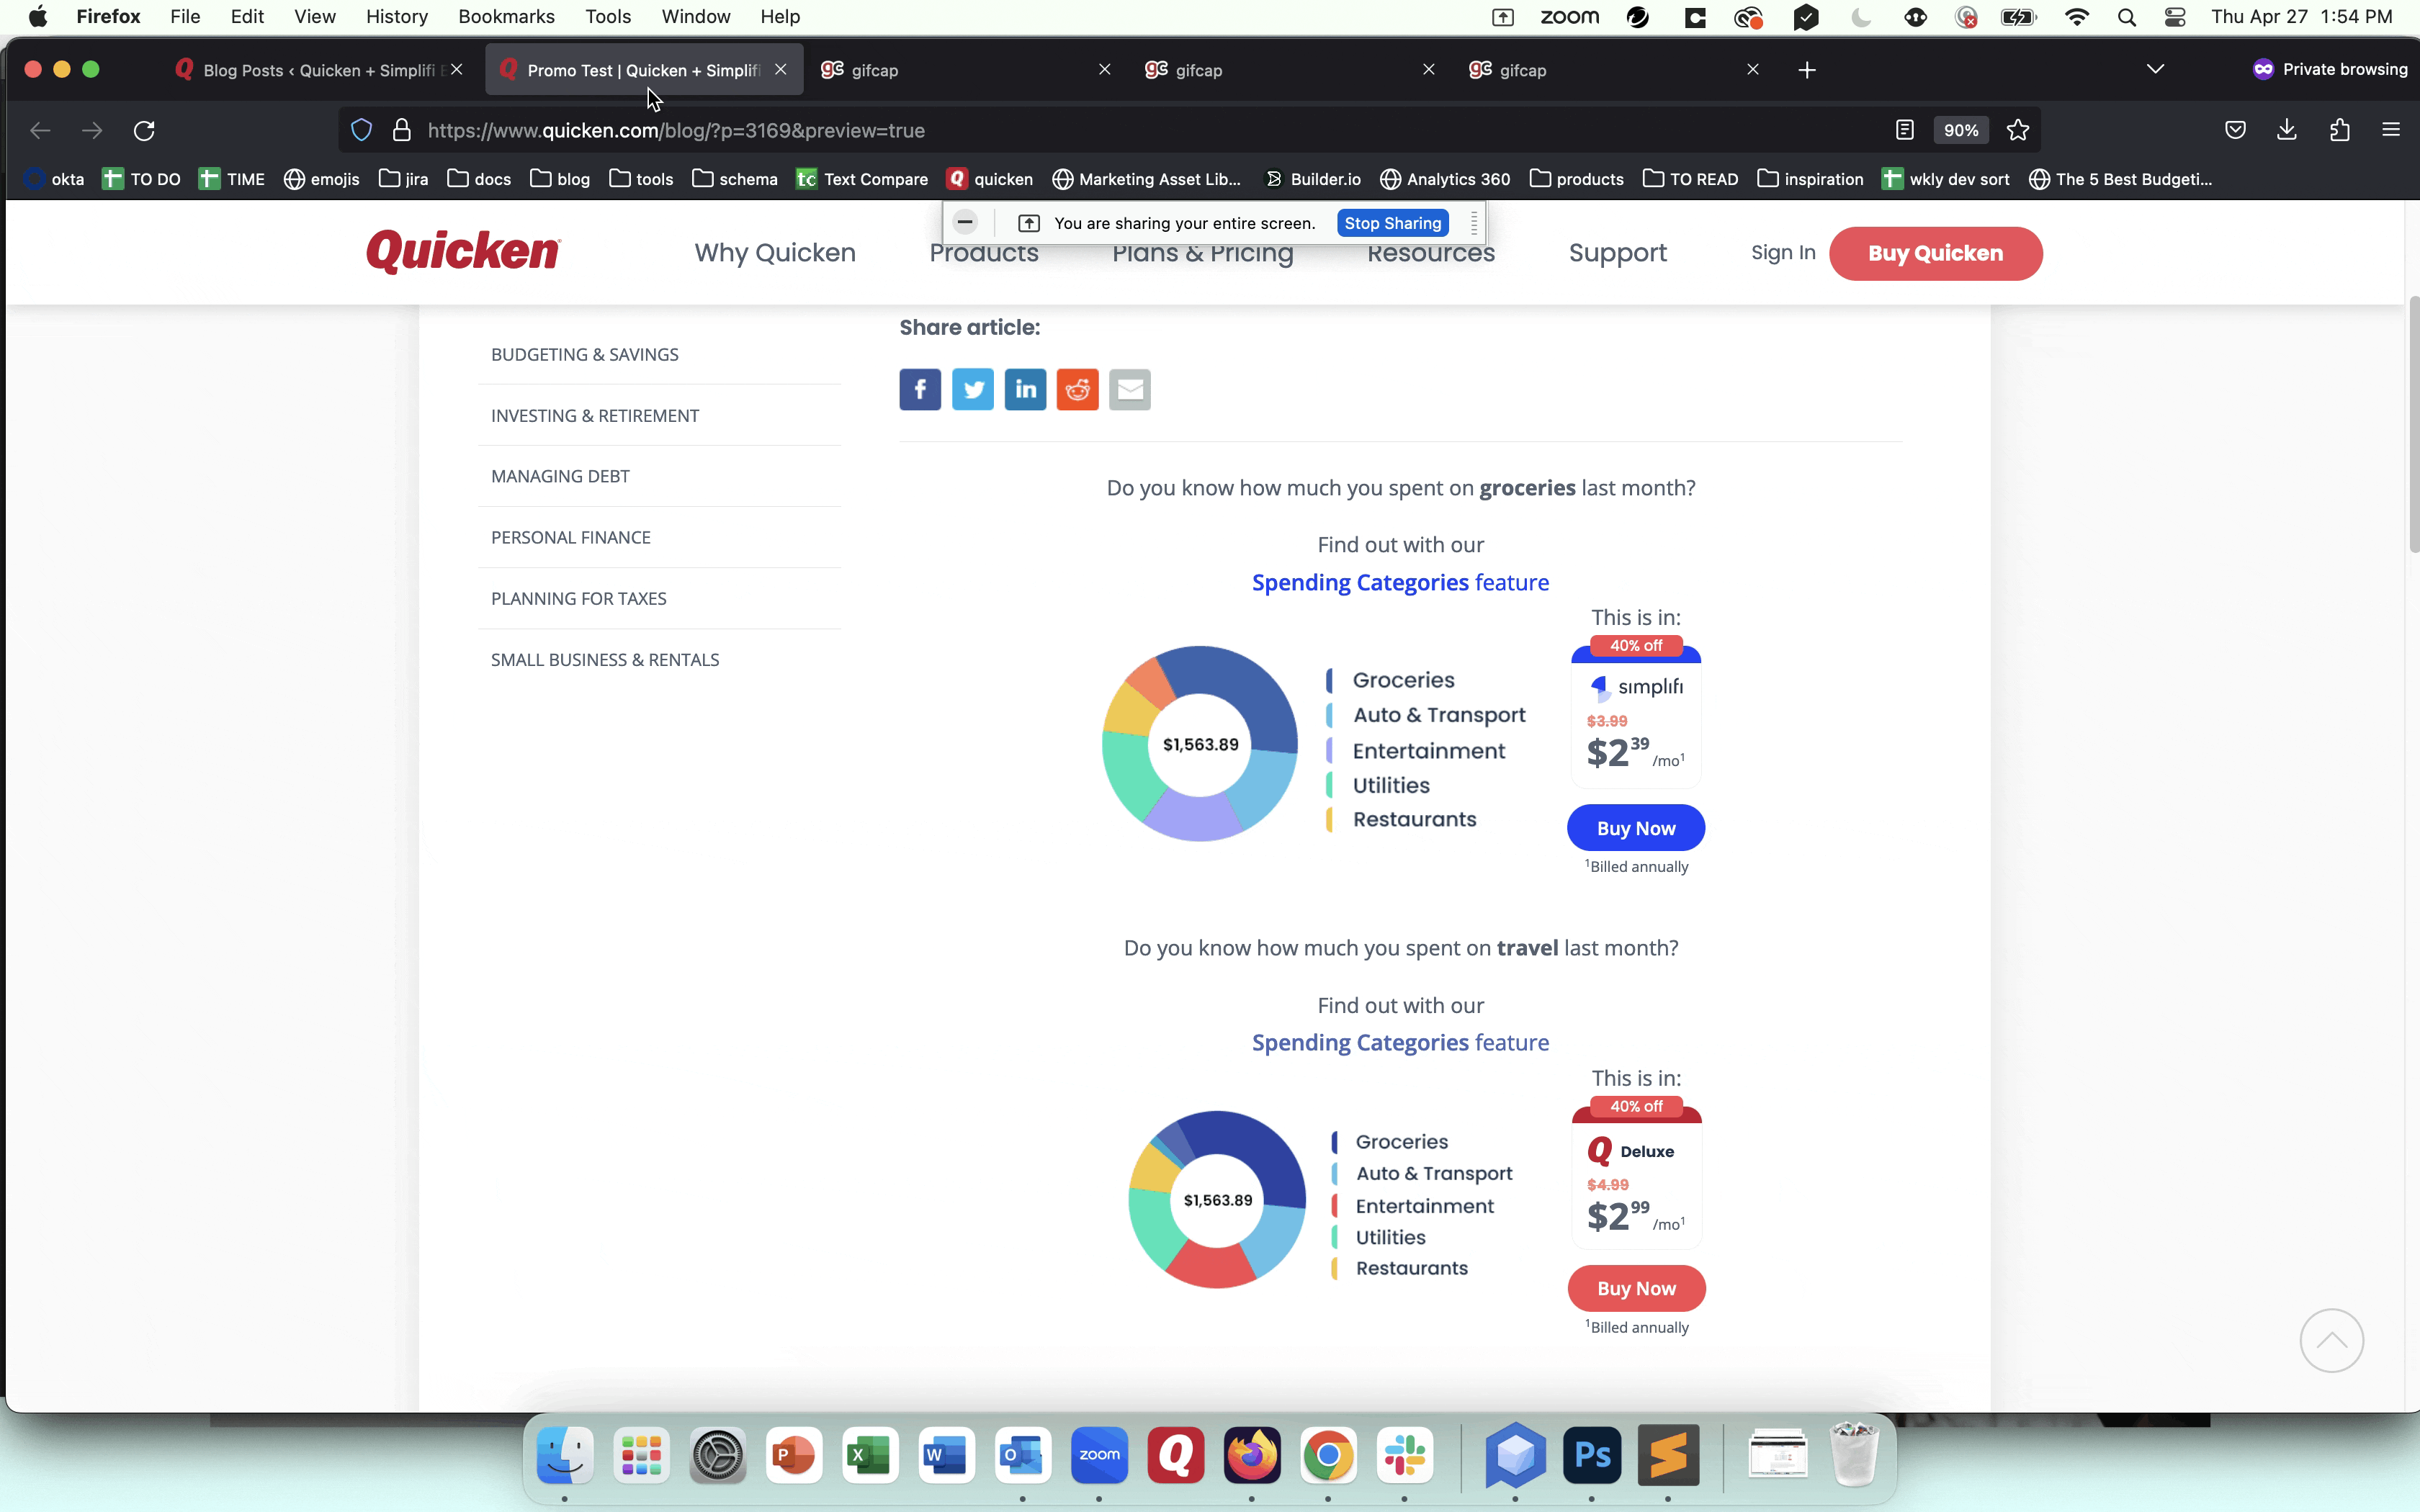 Firefox File Edit View History Bookmarks Tools Window Help zoom Thu Apr 27 1:54 PM
Blog Posts ‹ Quicken + Simplifi Promo Test | Quicken + Simplifi gifcap gifcap gifcap Private browsing
https://www.quicken.com/blog/?p=3169&preview=true 90%
okta TO DO TIME emojis jira docs blog tools schema tc Text Compare quicken Marketing Asset Lib... Builder.io Analytics 360 products TO READ inspiration wkly dev sort The 5 Best Budgeti...
You are sharing your entire screen. Stop Sharing
Quicken Why Quicken Products Plans & Pricing Resources Support Sign In Buy Quicken
Share article:
BUDGETING & SAVINGS
INVESTING & RETIREMENT
MANAGING DEBT
PERSONAL FINANCE
PLANNING FOR TAXES
SMALL BUSINESS & RENTALS
Do you know how much you spent on groceries last month?
Find out with our
Spending Categories feature
$1,563.89
Groceries
Auto & Transport
Entertainment
Utilities
Restaurants
This is in:
40% off
simplifi
$3.99
$2 39 /mo1
Buy Now
1Billed annually
Do you know how much you spent on travel last month?
Find out with our
Spending Categories feature
$1,563.89
Groceries
Auto & Transport
Entertainment
Utilities
Restaurants
This is in:
40% off
Q Deluxe
$4.99
$2 99 /mo1
Buy Now
1Billed annually
P X W O zoom Q Ps